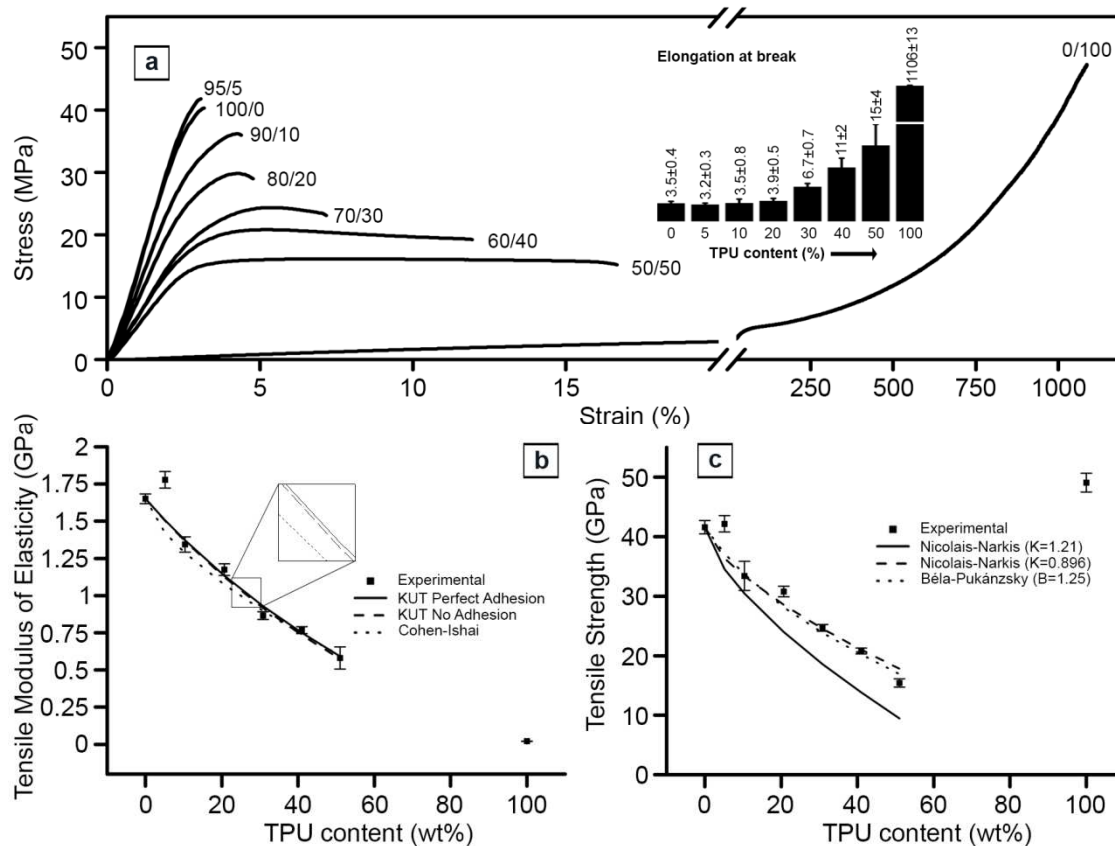 a
Stress (MPa)
50
40
30
20
10
0
95/5
100/0
90/10
80/20
70/30
60/40
50/50
0/100
Elongation at break
3.5±0.4
3.2±0.3
3.5±0.8
3.9±0.5
6.7±0.7
11±2
15±4
1106±13
0 5 10 20 30 40 50 100
TPU content (%)
0 5 10 15 250 500 750 1000
Strain (%)
b
Tensile Modulus of Elasticity (GPa)
2
1.75
1.5
1.25
1
0.75
0.5
0.25
0
Experimental
KUT Perfect Adhesion
KUT No Adhesion
Cohen-Ishai
0 20 40 60 80 100
TPU content (wt%)
c
Tensile Strength (GPa)
50
40
30
20
10
0
Experimental
Nicolais-Narkis (K=1.21)
Nicolais-Narkis (K=0.896)
Béla-Pukánzsky (B=1.25)
0 20 40 60 80 100
TPU content (wt%)